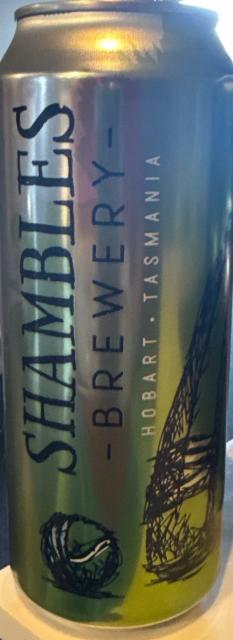 SHAMBLES
-BREWERY-
HOBART · TASMANIA